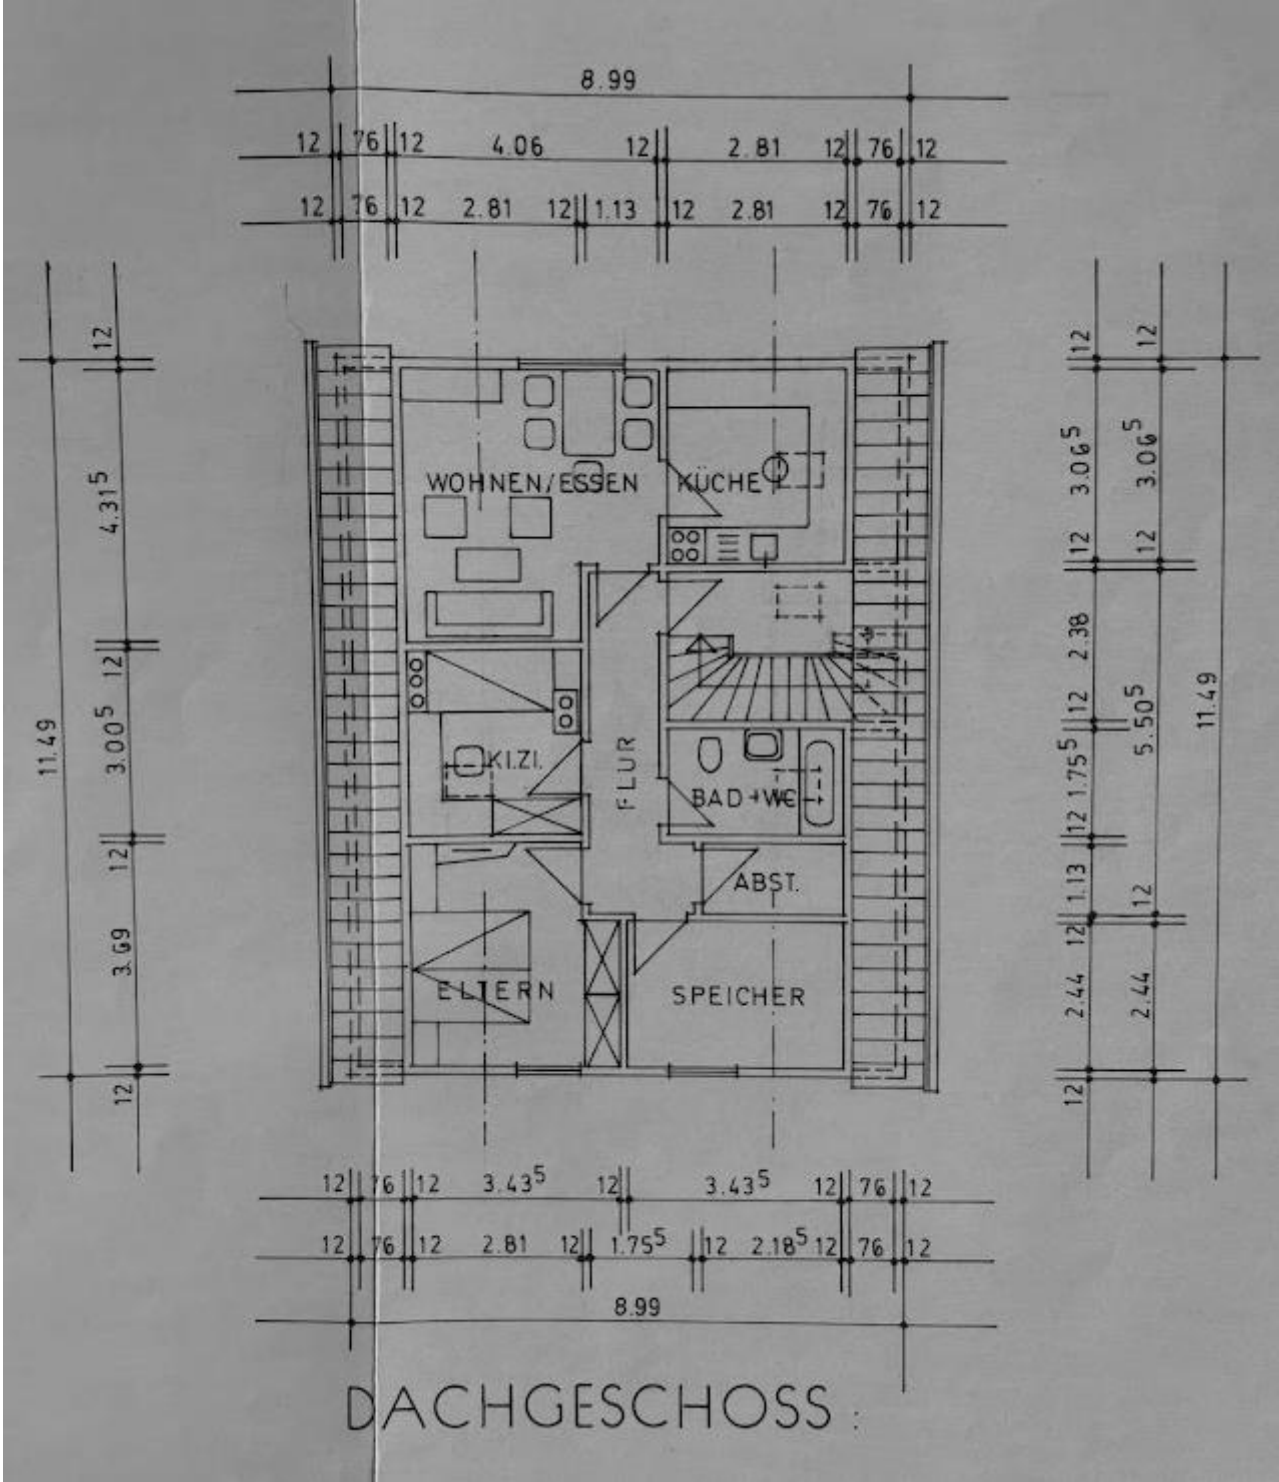 8.99
12 76 12 4.06 12 2.81 12 76 12
12 76 12 2.81 12 1.13 12 2.81 12 76 12
12
4.31⁵
12
3.00⁵
12
3.69
12
11.49
WOHNEN/ESSEN
KÜCHE
KI.ZI.
FLUR
BAD+WC
ABST.
ELTERN
SPEICHER
12
3.06⁵
12
2.38
12
1.75⁵
12
1.13
12
2.44
12
12
3.06⁵
12
5.50⁵
12
2.44
11.49
12 76 12 3.43⁵ 12 3.43⁵ 12 76 12
12 76 12 2.81 12 1.75⁵ 12 2.18⁵ 12 76 12
8.99
DACHGESCHOSS :